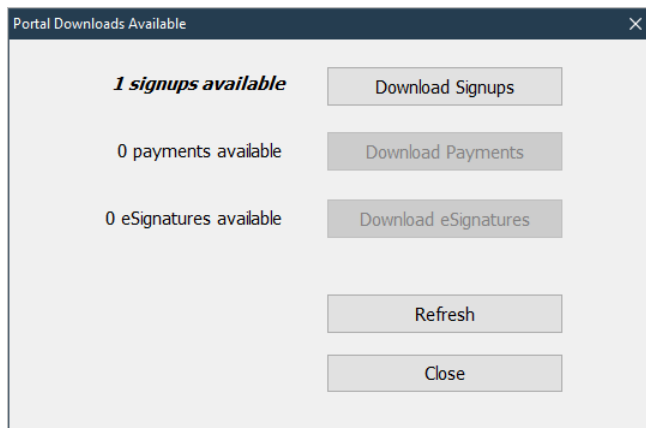 Portal Downloads Available
1 signups available
Download Signups
0 payments available
Download Payments
0 eSignatures available
Download eSignatures
Refresh
Close